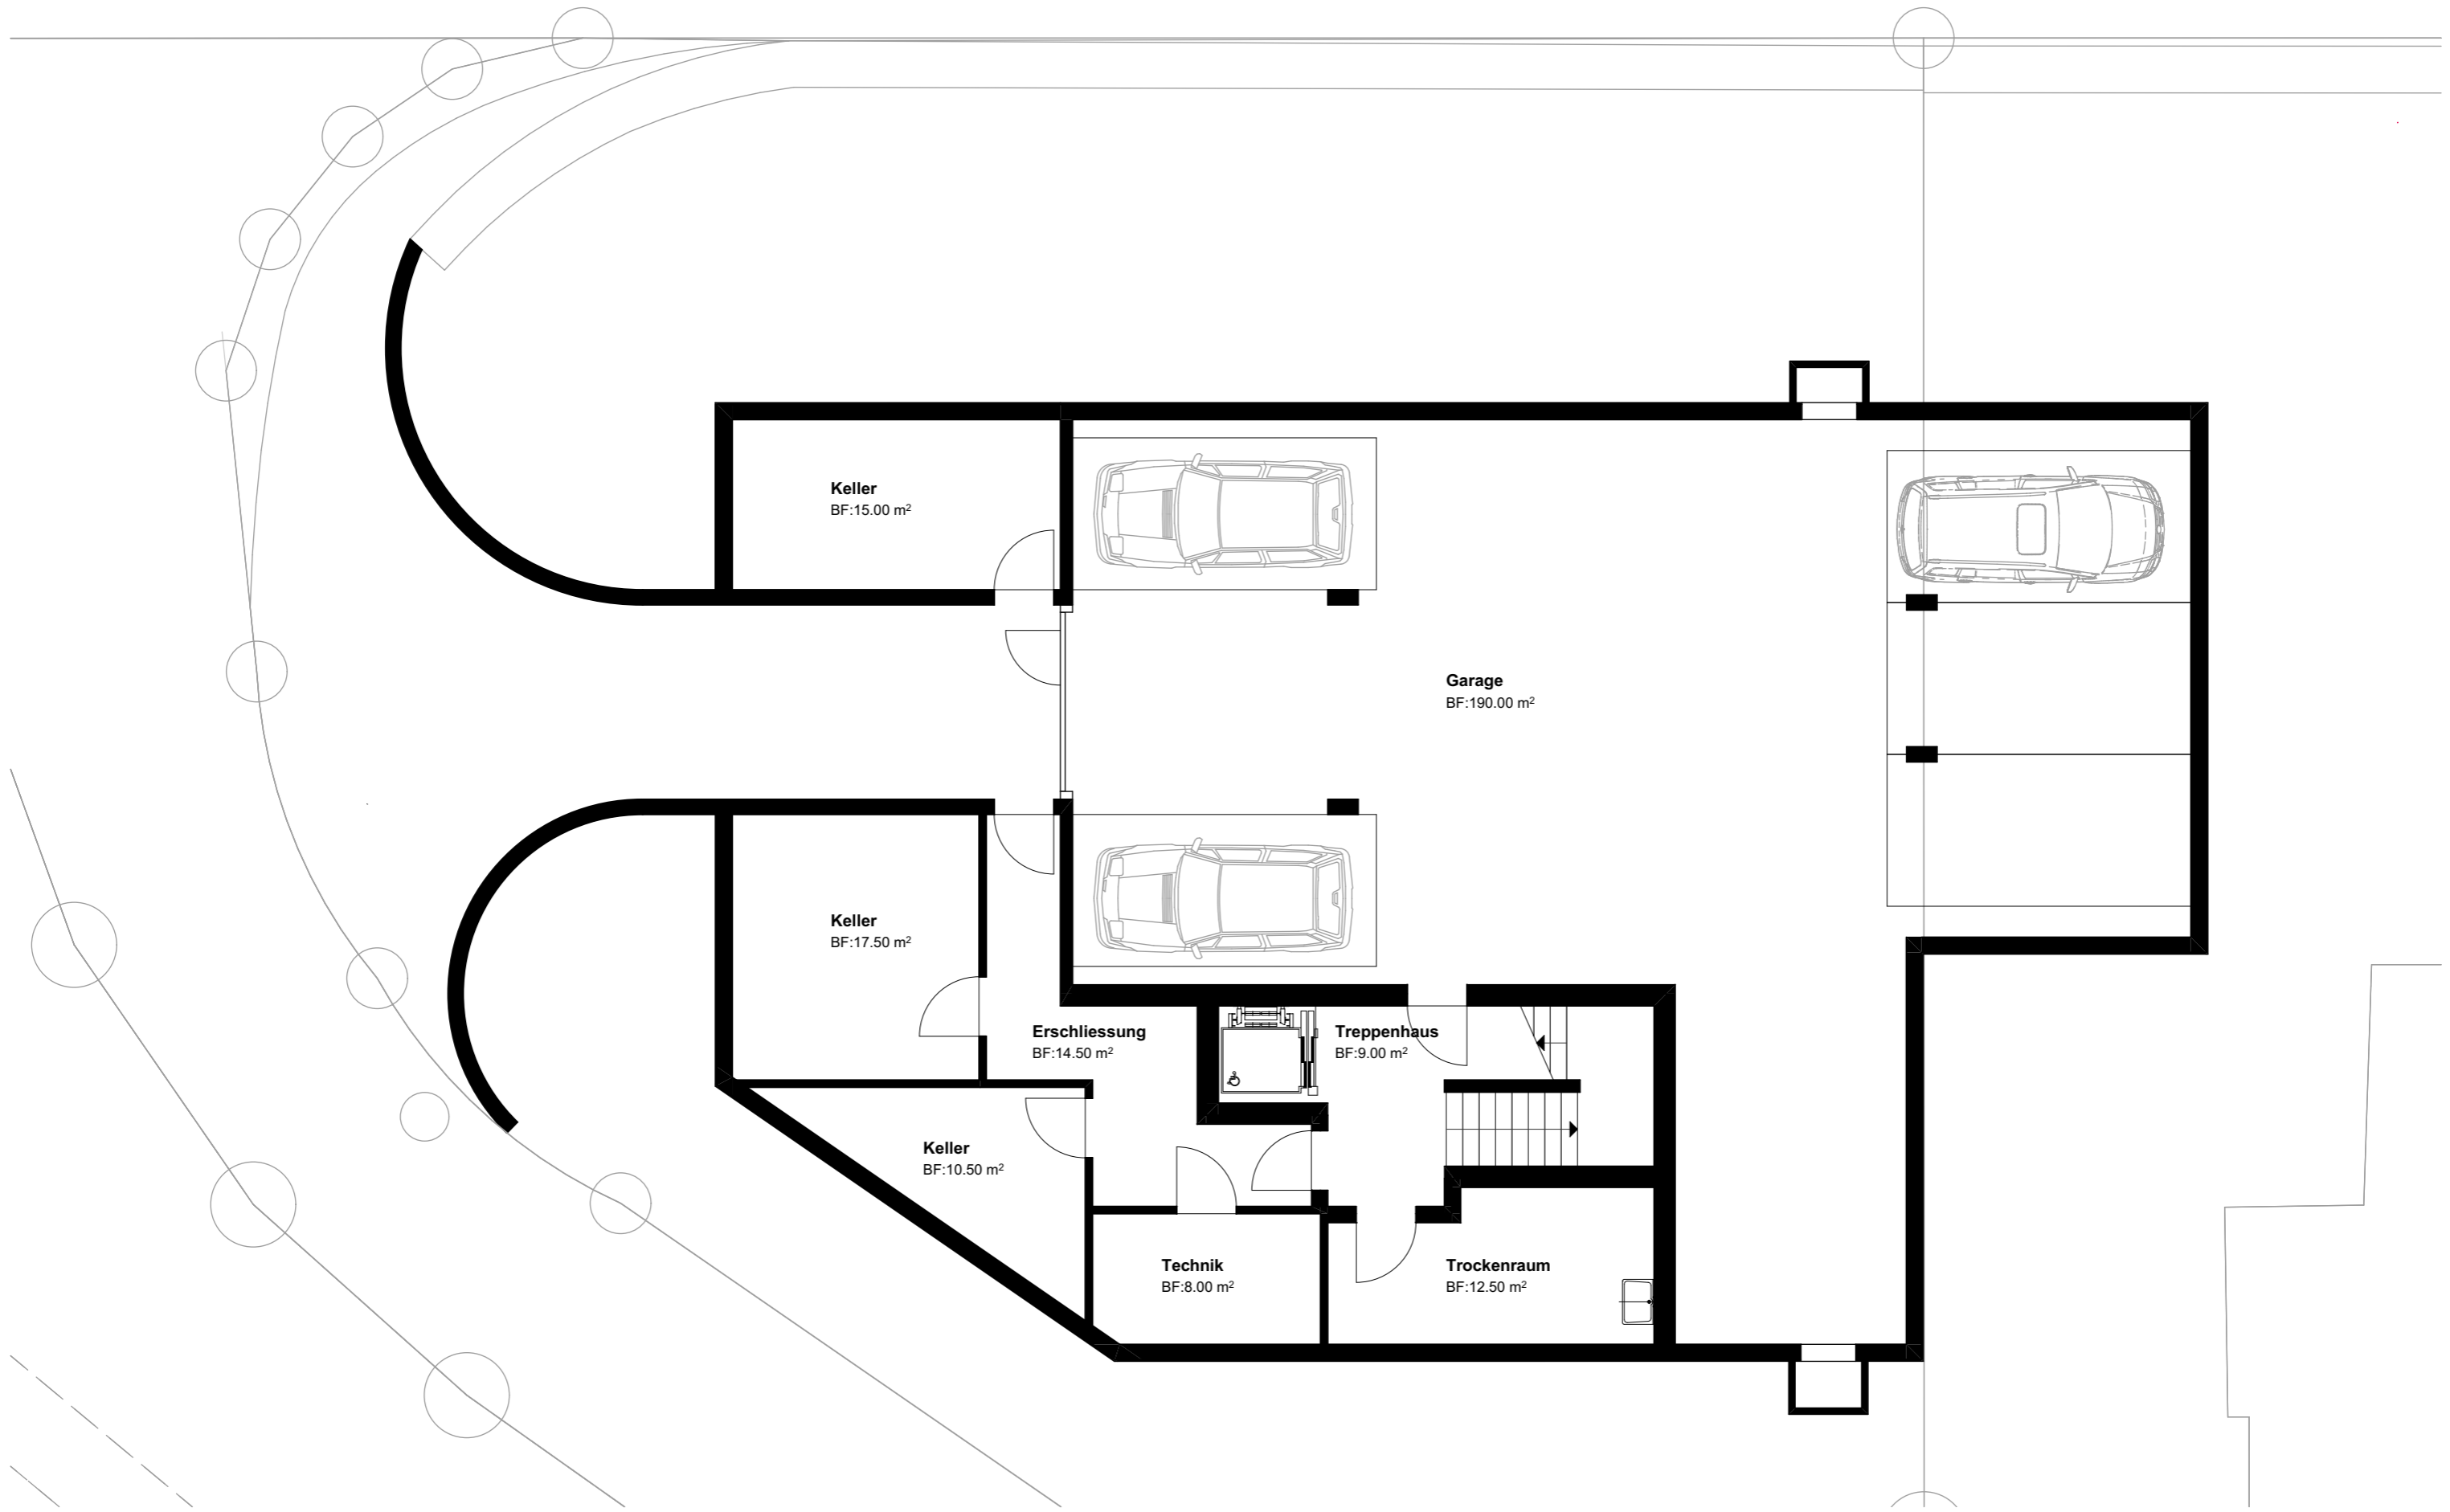 Keller
BF:15.00 m²
Garage
BF:190.00 m²
Keller
BF:17.50 m²
Erschliessung
BF:14.50 m²
Treppenhaus
BF:9.00 m²
Keller
BF:10.50 m²
Technik
BF:8.00 m²
Trockenraum
BF:12.50 m²